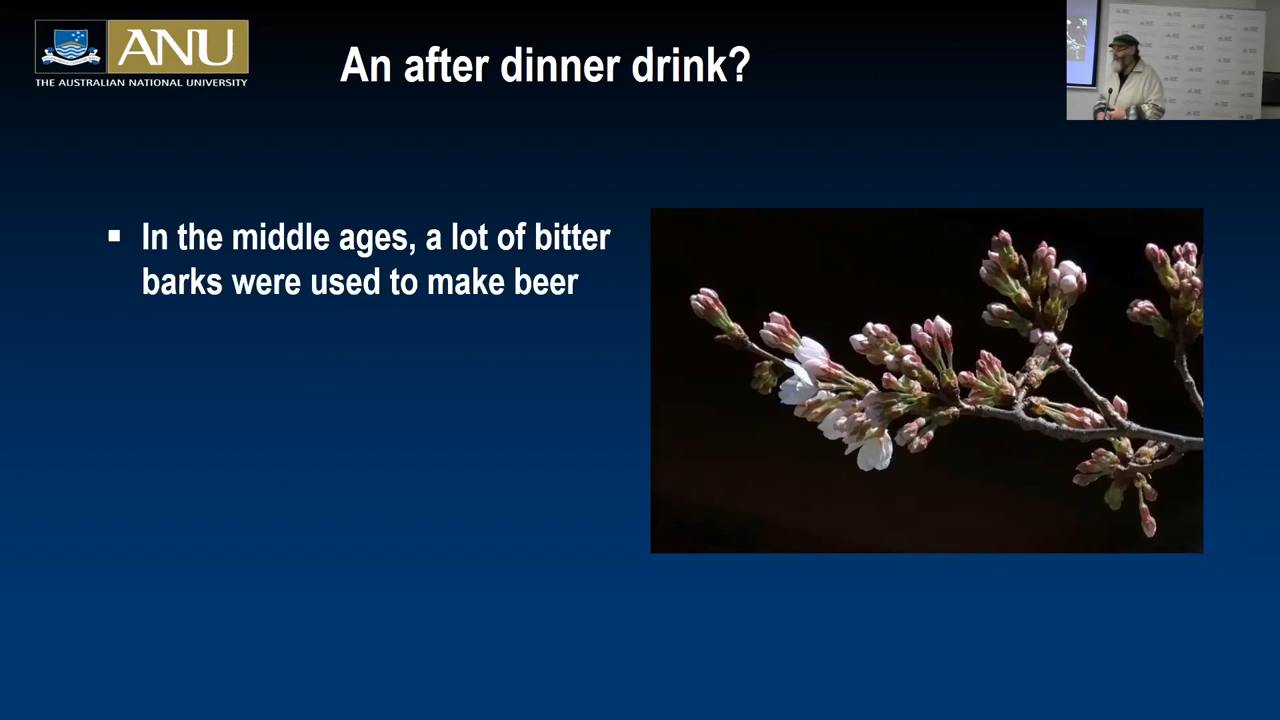 ANU
THE AUSTRALIAN NATIONAL UNIVERSITY
An after dinner drink?
▪ In the middle ages, a lot of bitter
barks were used to make beer